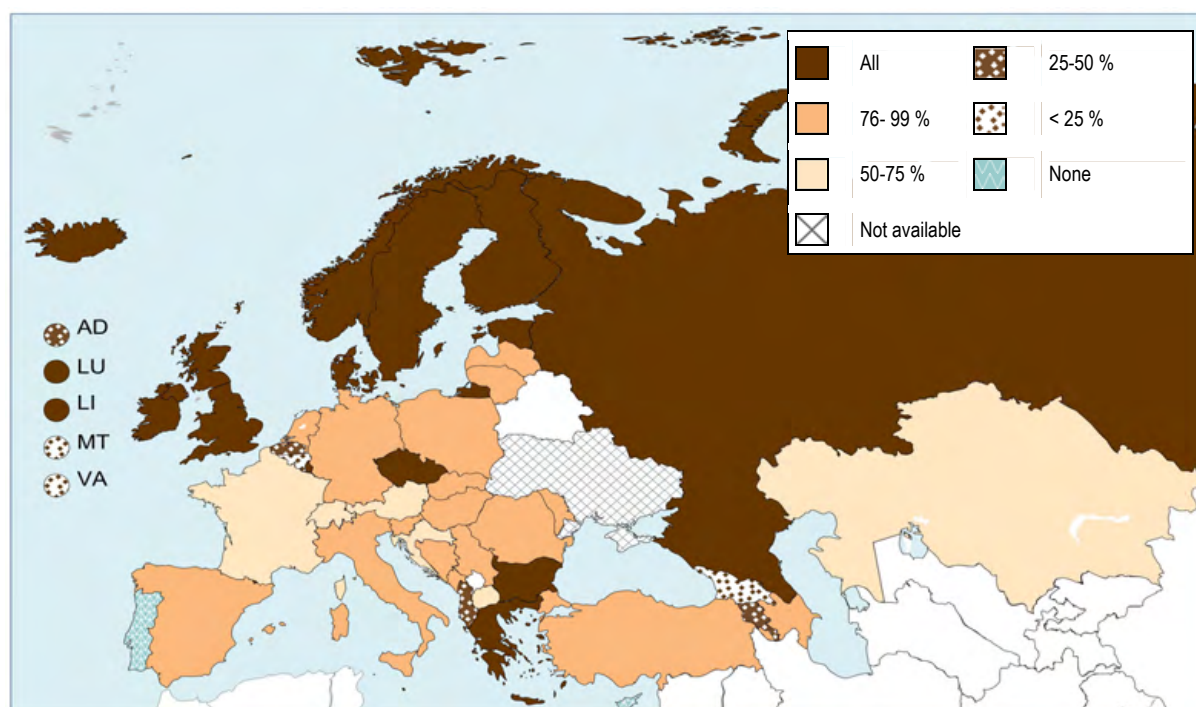 All
25-50 %
76- 99 %
< 25 %
50-75 %
None
Not available
AD
LU
LI
MT
VA